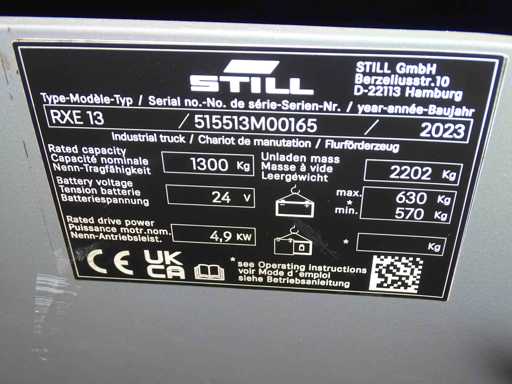 STILL
STILL GmbH
Berzeliusstr.10
D-22113 Hamburg
Type-Modèle-Typ / Serial no.-No. de série-Serien-Nr. / year-année-Baujahr
RXE 13 / 515513M00165 / 2023
Industrial truck / Chariot de manutation / Flurförderzeug
Rated capacity
Capacité nominale
Nenn-Tragfähigkeit
1300 Kg
Unladen mass
Masse à vide
Leergewicht
2202 Kg
Battery voltage
Tension batterie
Batteriespannung
24 V
max.
*
min.
630 Kg
570 Kg
Rated drive power
Puissance motr.nom.
Nenn-Antriebsleist.
4,9 KW
* Kg
CE UK
CA
* see Operating instructions
voir Mode d´emploi
siehe Betriebsanleitung